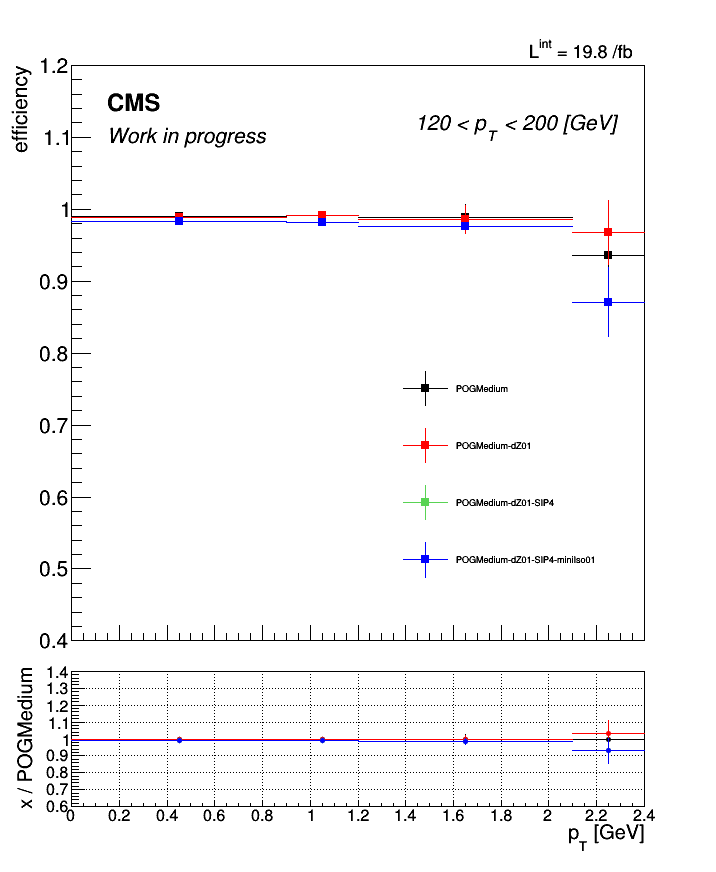 L^int = 19.8 /fb
efficiency
1.2
1.1
1
0.9
0.8
0.7
0.6
0.5
0.4
CMS
Work in progress
120 < p_T < 200 [GeV]
POGMedium
POGMedium-dZ01
POGMedium-dZ01-SIP4
POGMedium-dZ01-SIP4-miniIso01
x / POGMedium
1.4
1.3
1.2
1.1
1
0.9
0.8
0.7
0.6
0 0.2 0.4 0.6 0.8 1 1.2 1.4 1.6 1.8 2 2.2 2.4
p_T [GeV]